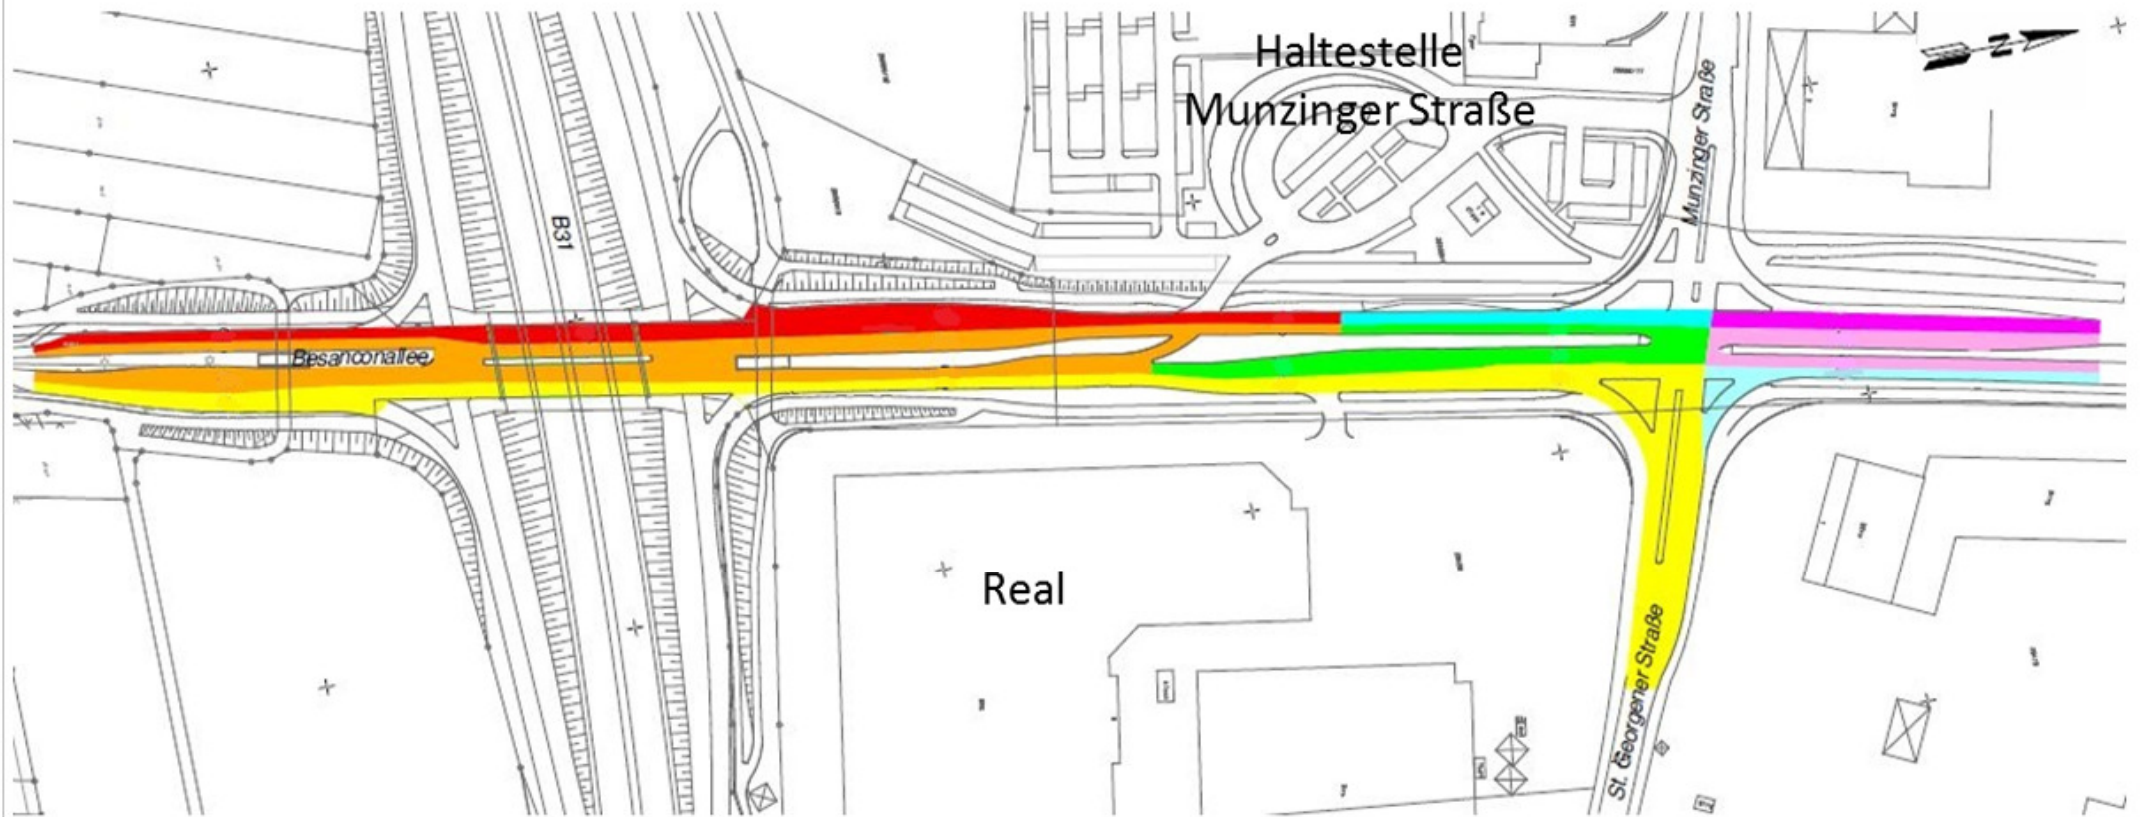 Haltestelle
Munzinger Straße
N
Munzinger Straße
B31
Besanconallee
Real
St. Georgener Straße